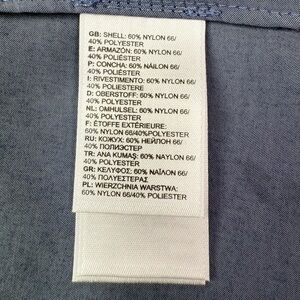 GB: SHELL: 60% NYLON 66/
40% POLYESTER
E: ARMAZÓN: 60% NYLON 66/
40% POLIÉSTER
P: CONCHA: 60% NÁILON 66/
40% POLIÉSTER
I: RIVESTIMENTO: 60% NYLON 66/
40% POLIESTERE
D: OBERSTOFF: 60% NYLON 66/
40% POLYESTER
NL: OMHULSEL: 60% NYLON 66/
40% POLYESTER
F: ÉTOFFE EXTÉRIEURE:
60% NYLON 66/40%POLYESTER
RU: КОЖУХ: 60% НЕЙЛОН 66/
40% ПОЛИЭСТЕР
TR: ANA KUMAŞ: 60% NAYLON 66/
40% POLYESTER
GR: ΚΕΛΥΦΟΣ: 60% ΝΑΪΛΟΝ 66/
40% ΠΟΛΥΕΣΤΕΡΑΣ
PL: WIERZCHNIA WARSTWA:
60% NYLON 66/40% POLIESTER